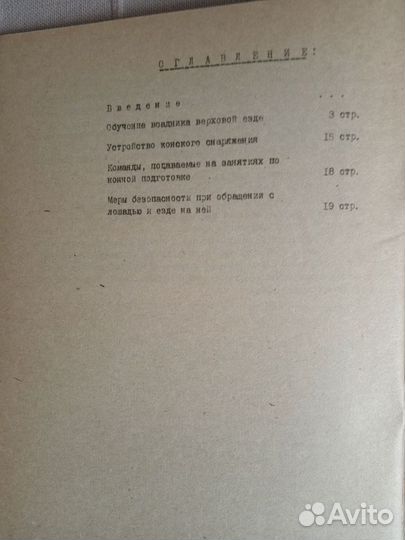 О Г Л А В Л Е Н И Е :
В в е д е н и е . . .
Обучение всадника верховой езде 3 стр.
Устройство конского снаряжения 15 стр.
Команды, подаваемые на занятиях по
конной подготовке 18 стр.
Меры безопасности при обращении с
лошадью и езде на ней 19 стр.
Avito